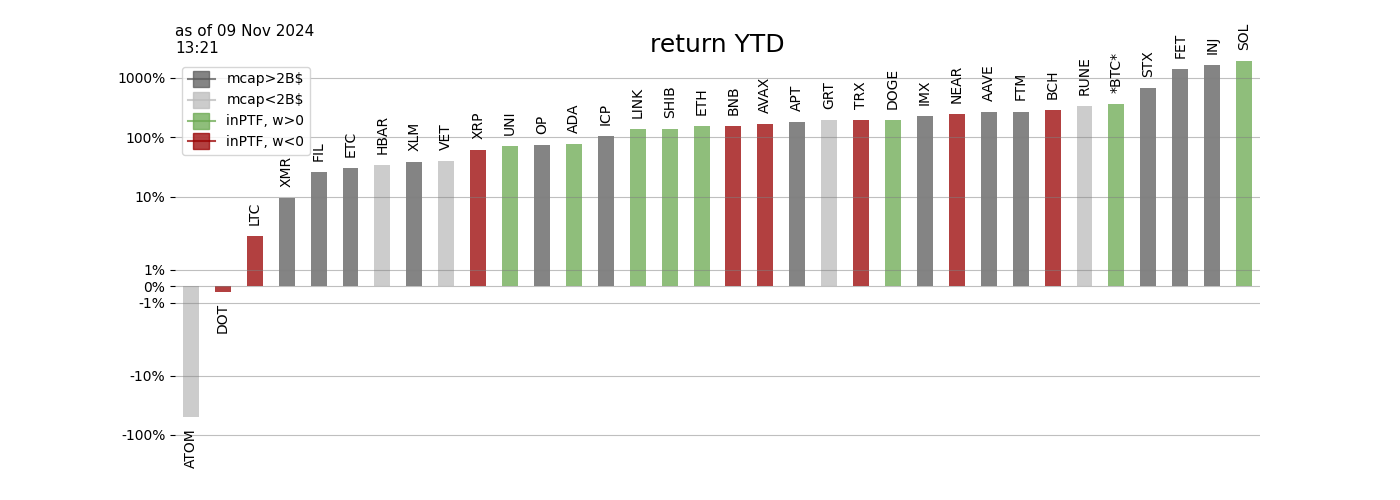 as of 09 Nov 2024
13:21
return YTD
mcap>2B$
mcap<2B$
inPTF, w>0
inPTF, w<0
1000%
100%
10%
1%
0%
-1%
-10%
-100%
ATOM
DOT
LTC
XMR
FIL
ETC
HBAR
XLM
VET
XRP
UNI
OP
ADA
ICP
LINK
SHIB
ETH
BNB
AVAX
APT
GRT
TRX
DOGE
IMX
NEAR
AAVE
FTM
BCH
RUNE
*BTC*
STX
FET
INJ
SOL